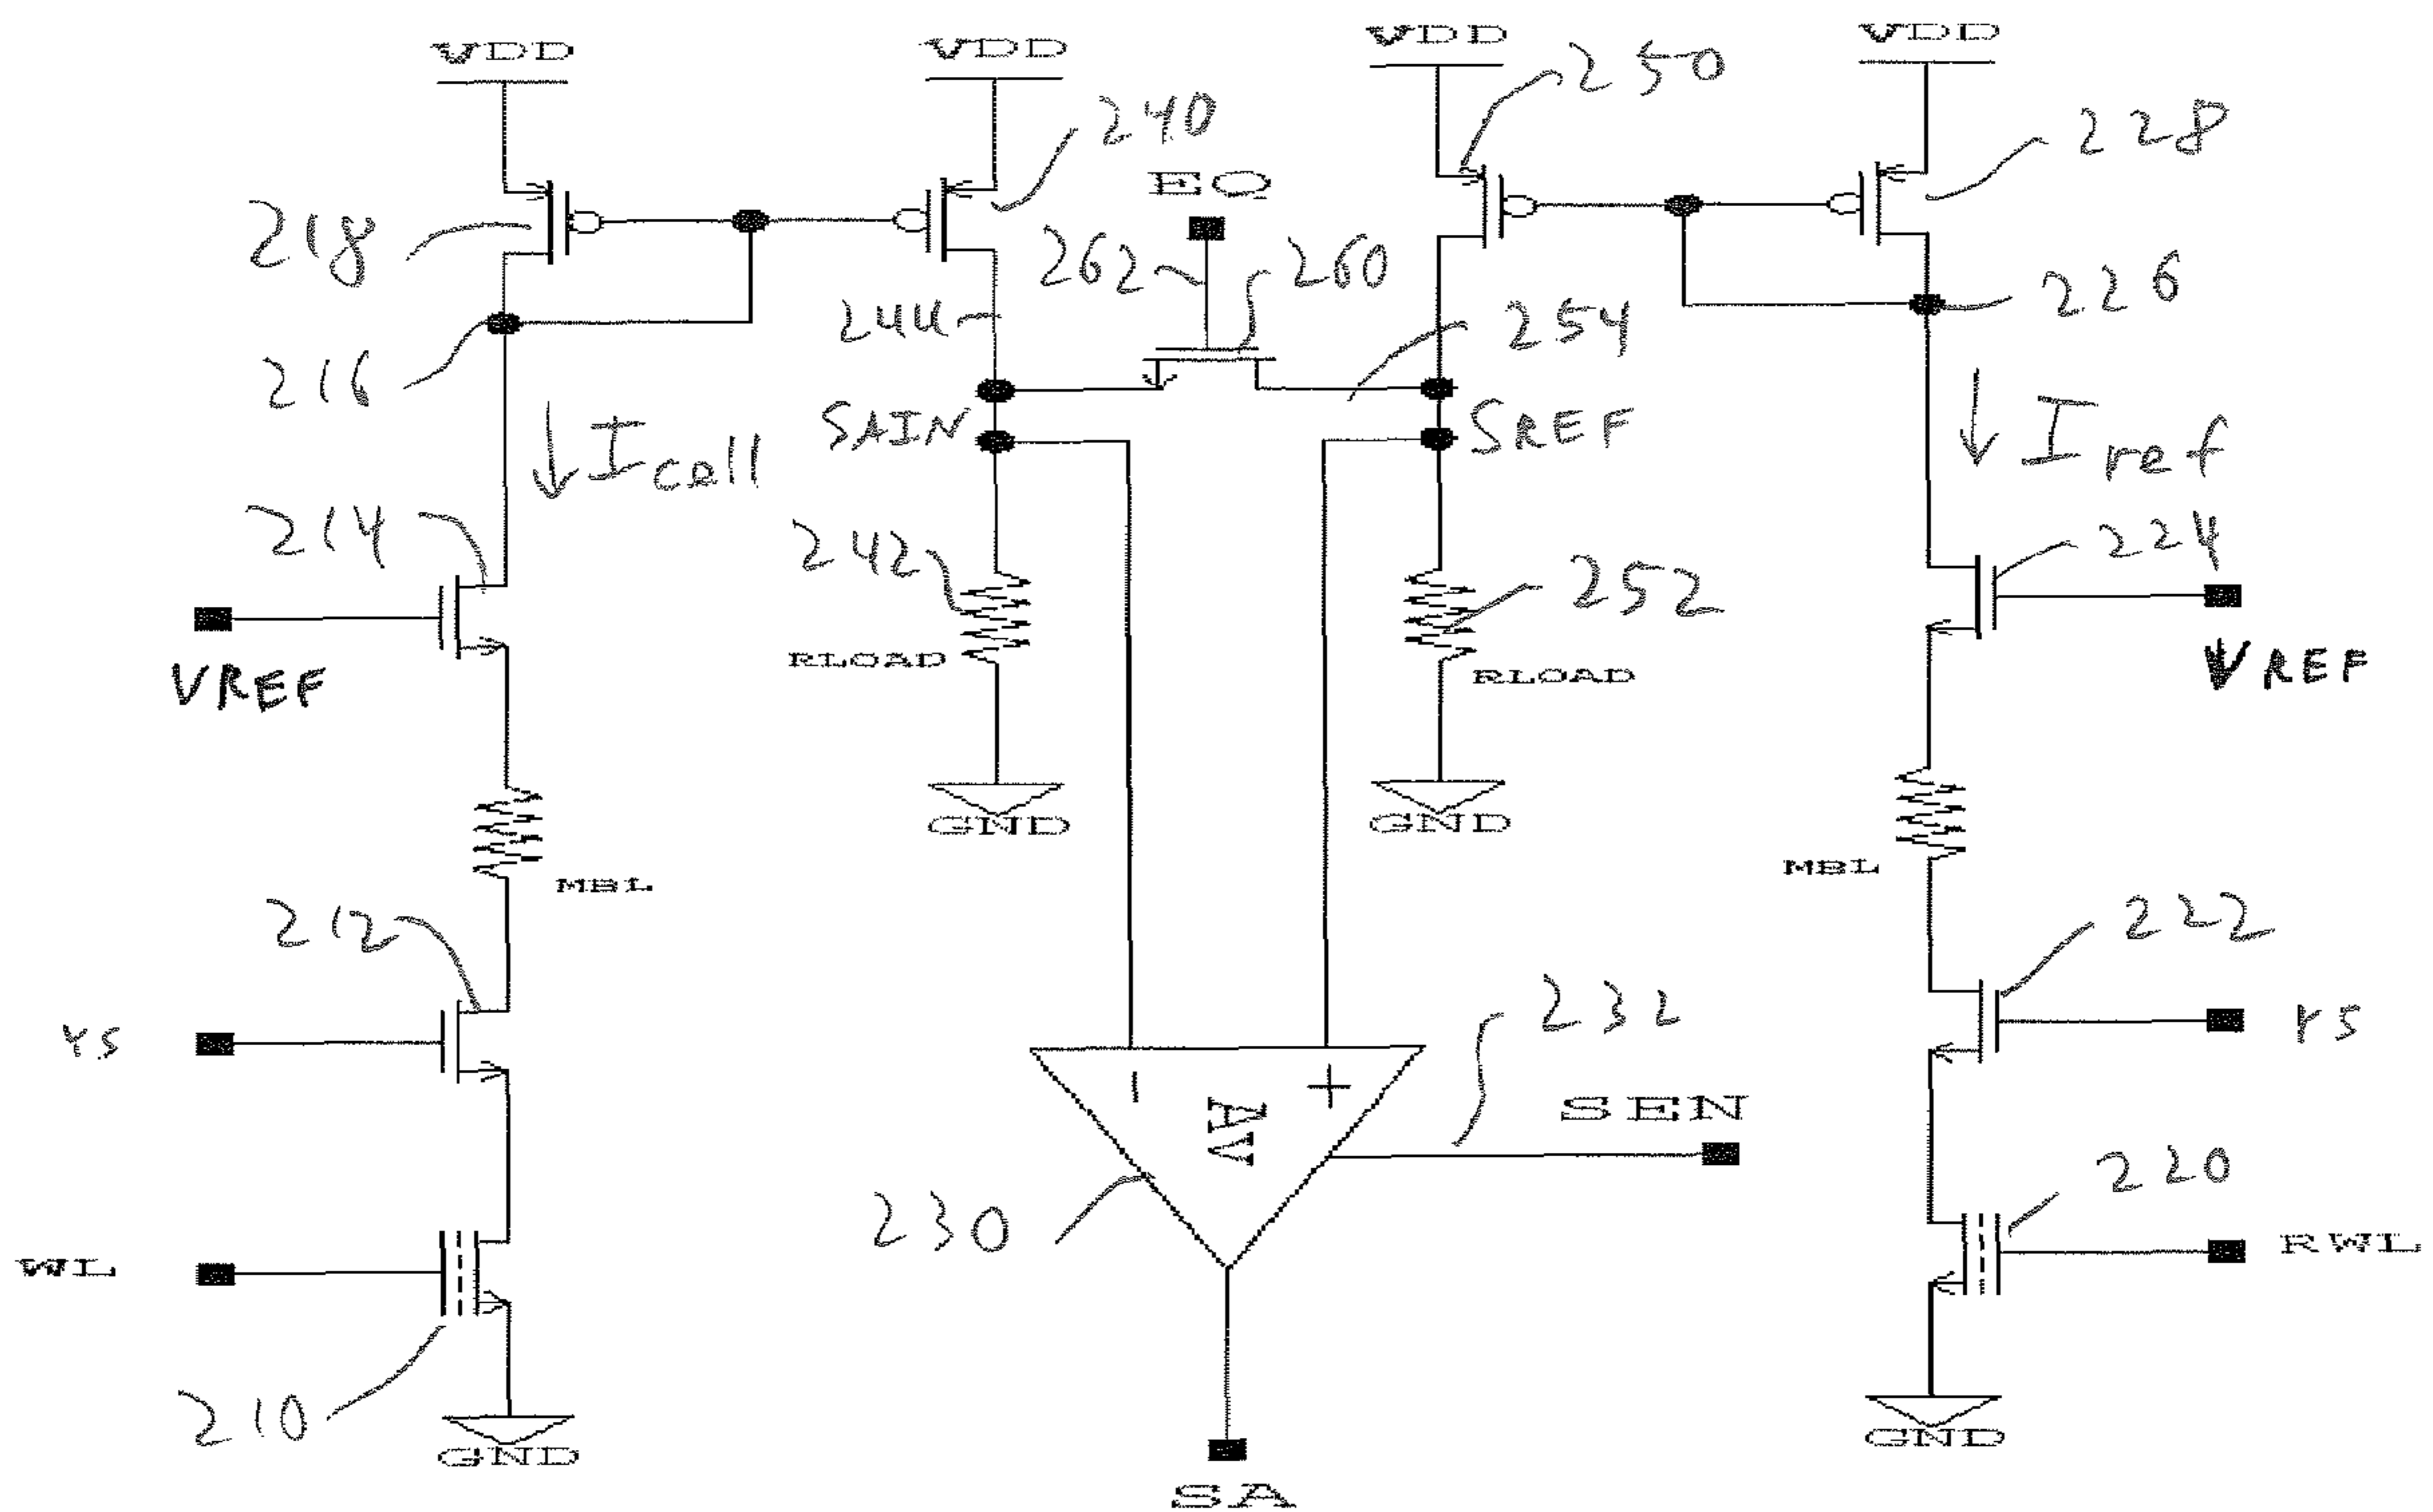 VDD
VDD
VDD
VDD
250
240
228
EQ
218
262
260
244
254
226
216
SAIN
SREF
Icell
Iref
214
242
252
224
RLOAD
RLOAD
VREF
VREF
GND
GND
MBL
MBL
212
222
YS
YS
232
- +
AV
SEN
220
230
WL
RWL
210
GND
GND
SA